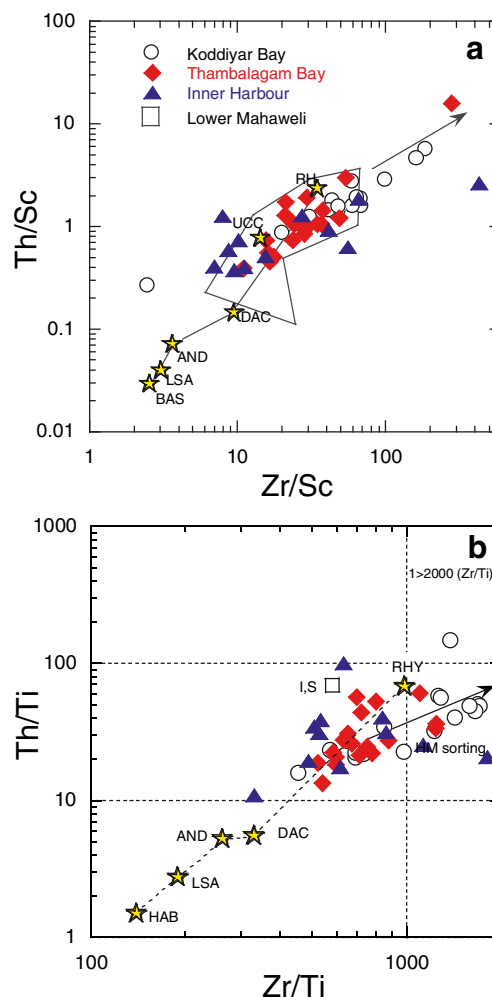 100
a
Koddiyar Bay
Thambalagam Bay
Inner Harbour
Lower Mahaweli
10
RH
Th/Sc
1
UCC
DAC
0.1
AND
LSA
BAS
0.01
1 10 100
Zr/Sc
1000
b
1>2000 (Zr/Ti)
100
RHY
I,S
Th/Ti
HM sorting
10
AND DAC
LSA
HAB
1
100 1000
Zr/Ti